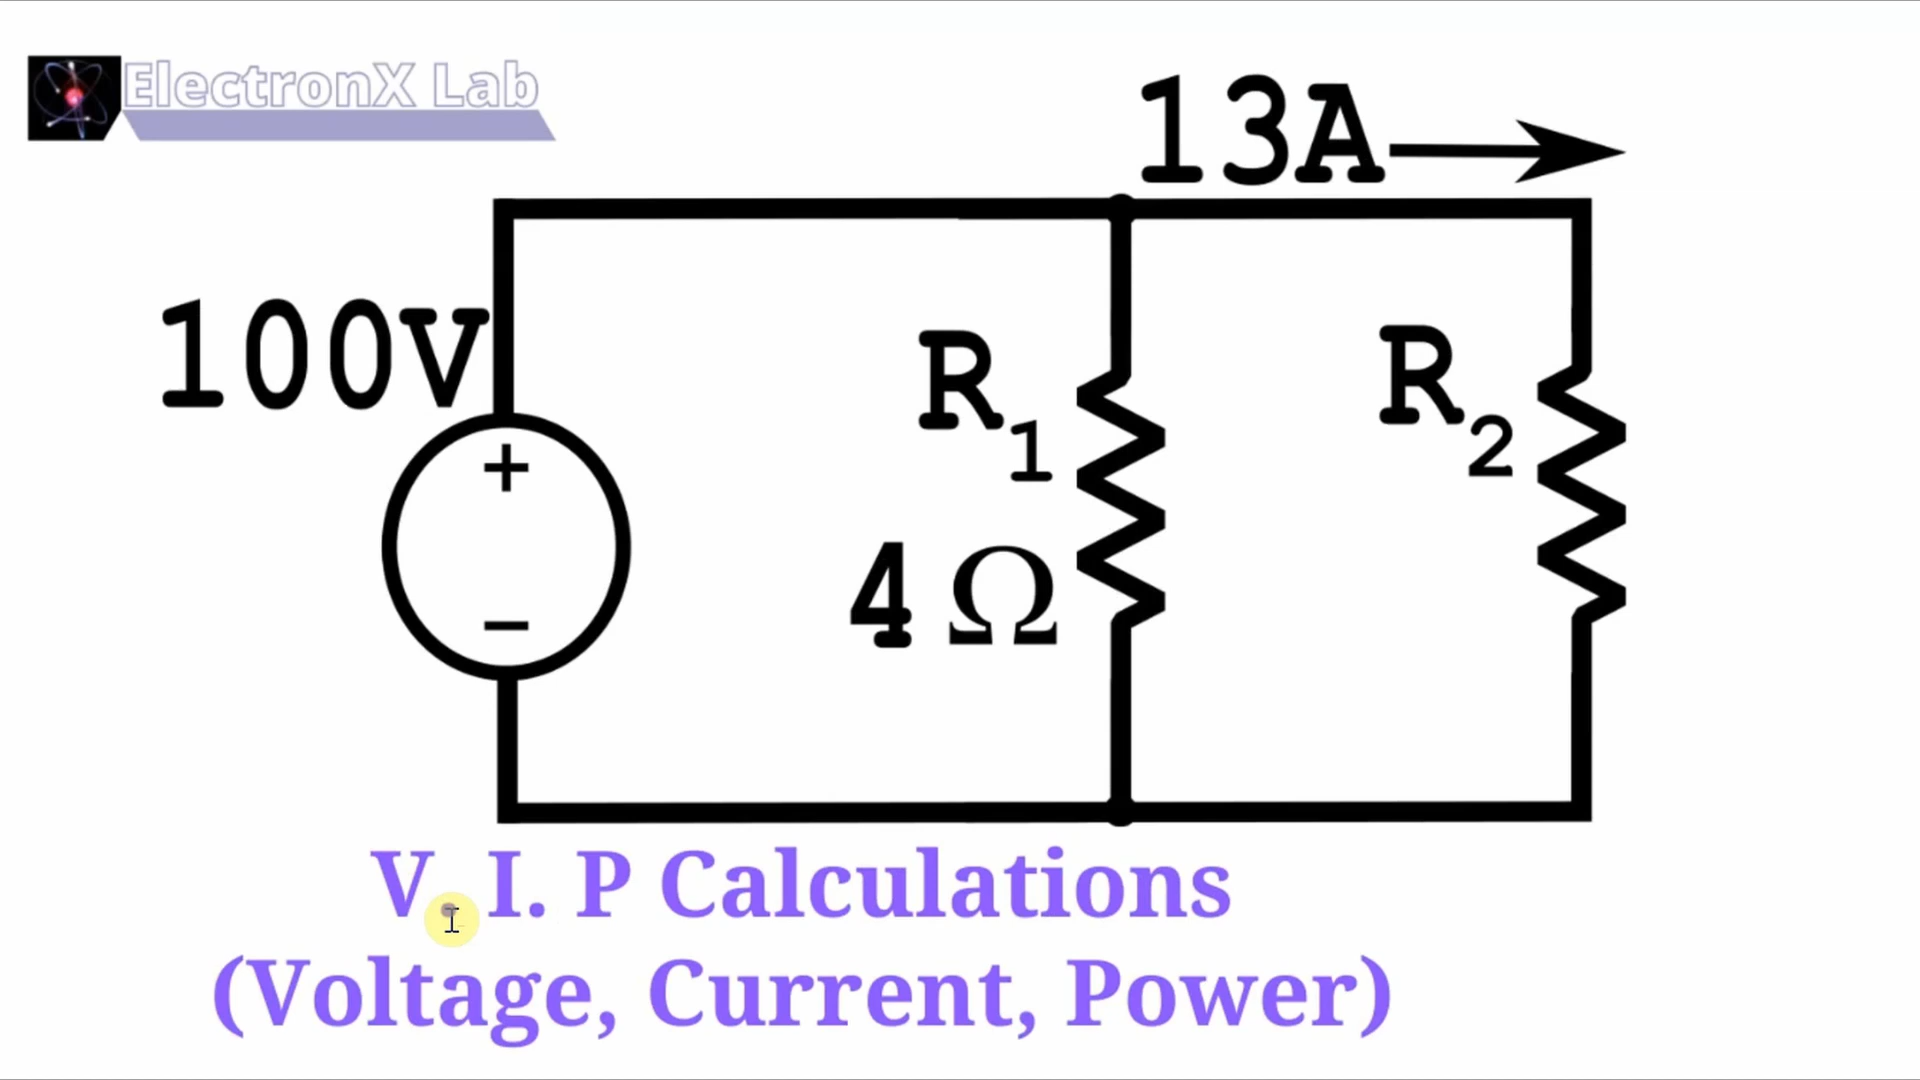 ElectronX Lab
13A
100V
R1
R2
+
4 Ω
−
V. I. P Calculations
(Voltage, Current, Power)